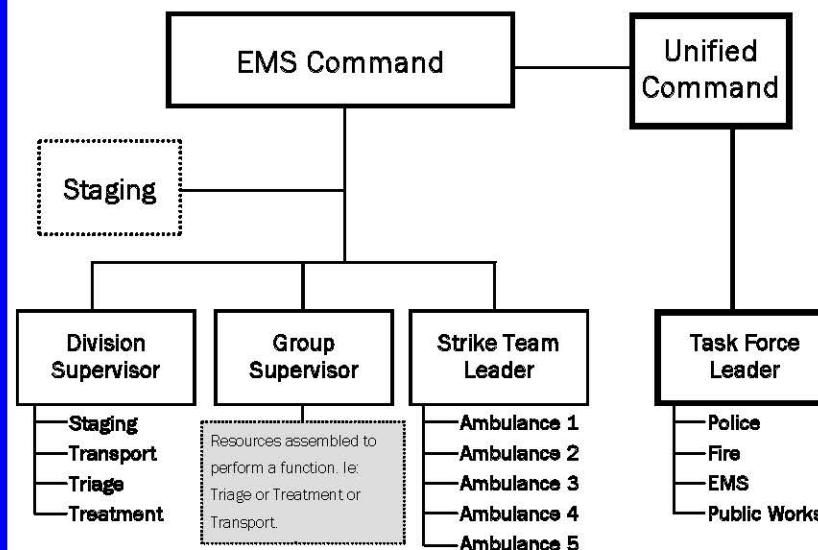 EMS Command
Unified
Command
Staging
Division
Supervisor
Staging
Transport
Triage
Treatment
Group
Supervisor
Resources assembled to
perform a function. Ie:
Triage or Treatment or
Transport.
Strike Team
Leader
Ambulance 1
Ambulance 2
Ambulance 3
Ambulance 4
Ambulance 5
Task Force
Leader
Police
Fire
EMS
Public Works